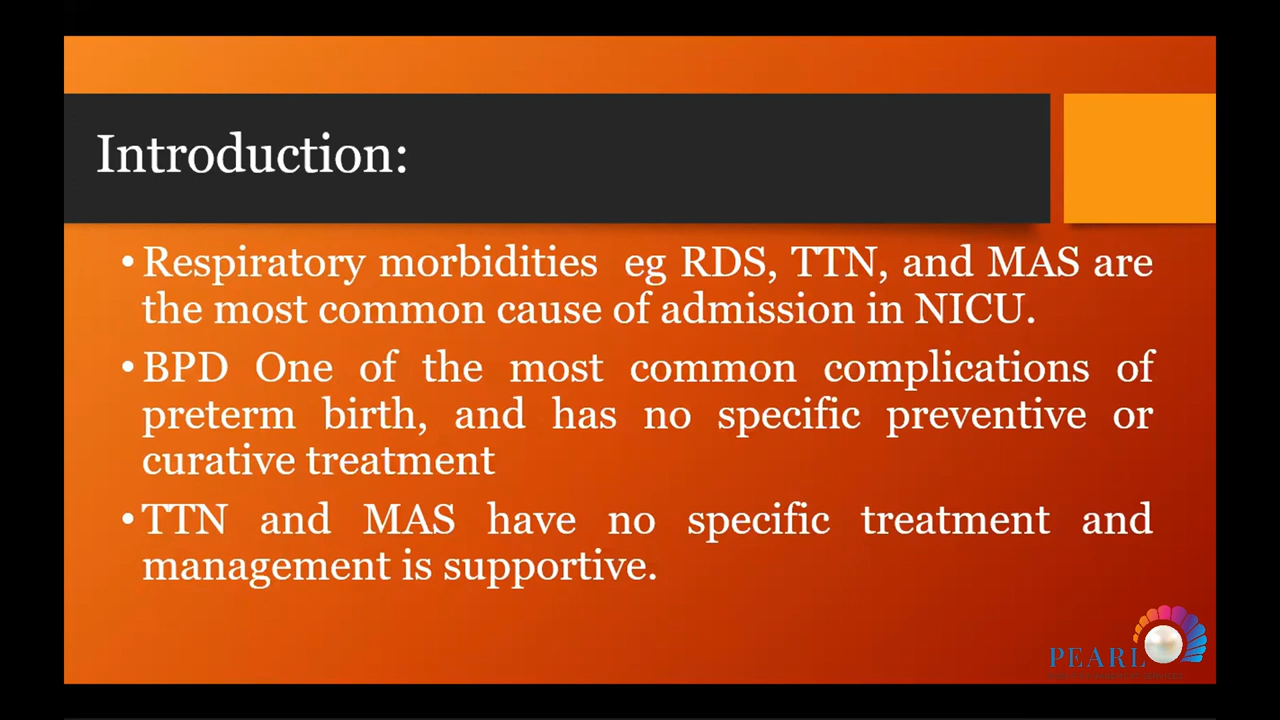 Introduction:
• Respiratory morbidities eg RDS, TTN, and MAS are
the most common cause of admission in NICU.
• BPD One of the most common complications of
preterm birth, and has no specific preventive or
curative treatment
• TTN and MAS have no specific treatment and
management is supportive.
PEARL